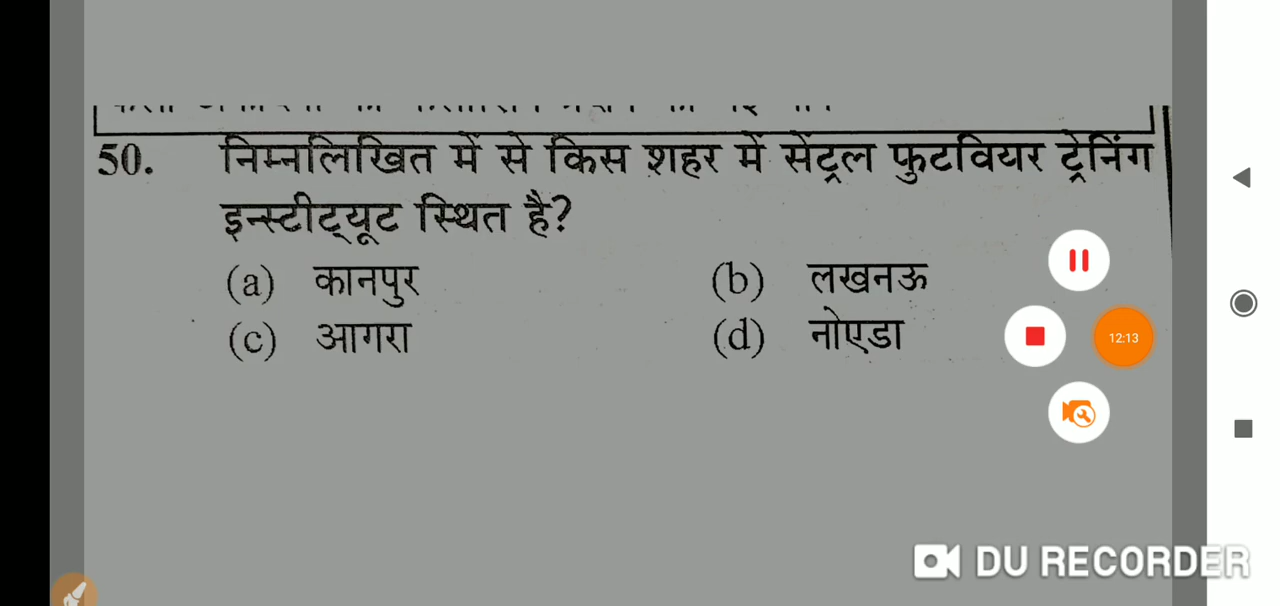 50. निम्नलिखित में से किस शहर में सेंट्रल फुटवियर ट्रेनिंग
इन्स्टीट्यूट स्थित है?
(a) कानपुर (b) लखनऊ
(c) आगरा (d) नोएडा
12:13
DU RECORDER